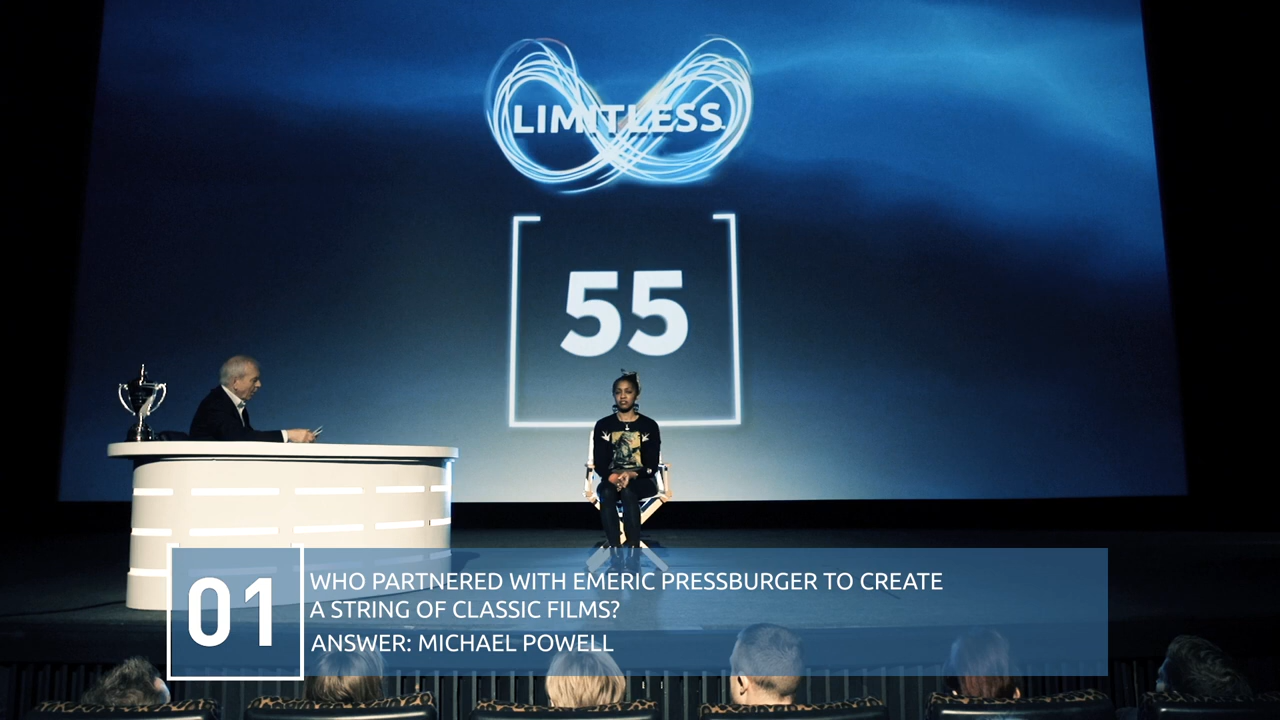 LIMITLESS
55
01
WHO PARTNERED WITH EMERIC PRESSBURGER TO CREATE
A STRING OF CLASSIC FILMS?
ANSWER: MICHAEL POWELL